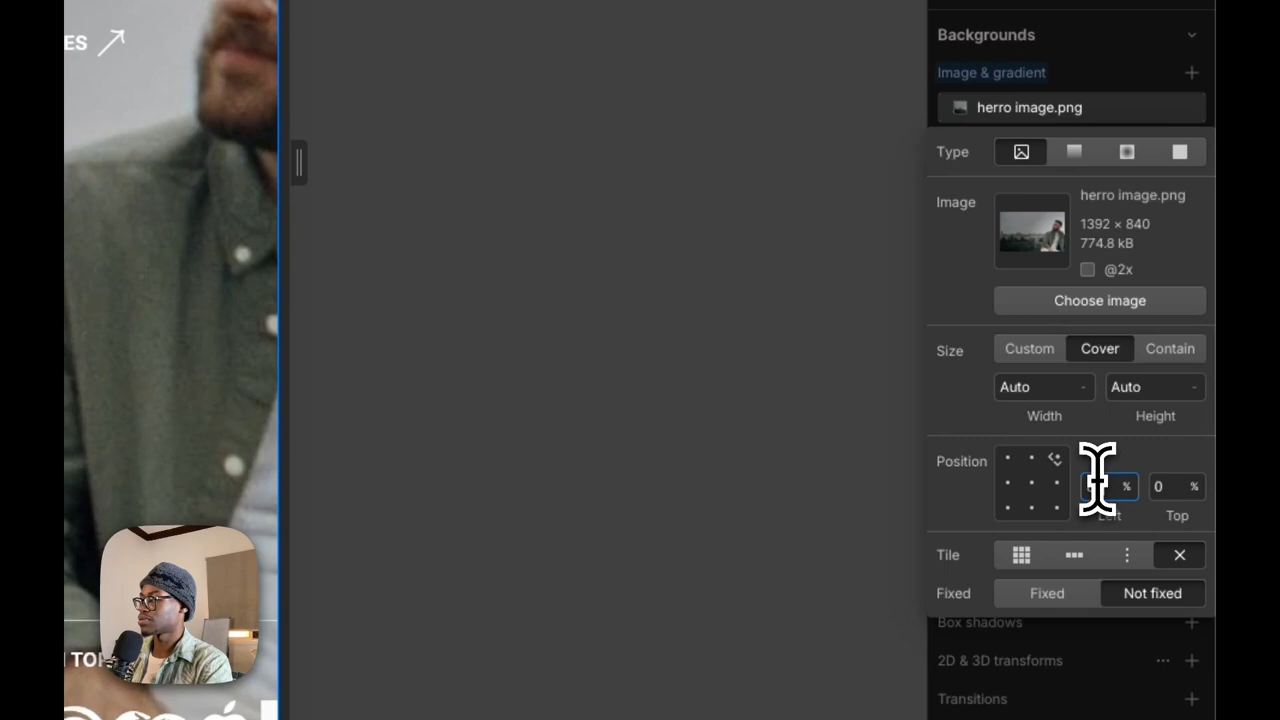 ES
Backgrounds
Image & gradient
herro image.png
Type
Image
herro image.png
1392 × 840
774.8 kB
@2x
Choose image
Size
Custom
Cover
Contain
Auto
-
Auto
-
Width
Height
Position
%
0
%
Left
Top
Tile
Fixed
Fixed
Not fixed
Box shadows
2D & 3D transforms
Transitions